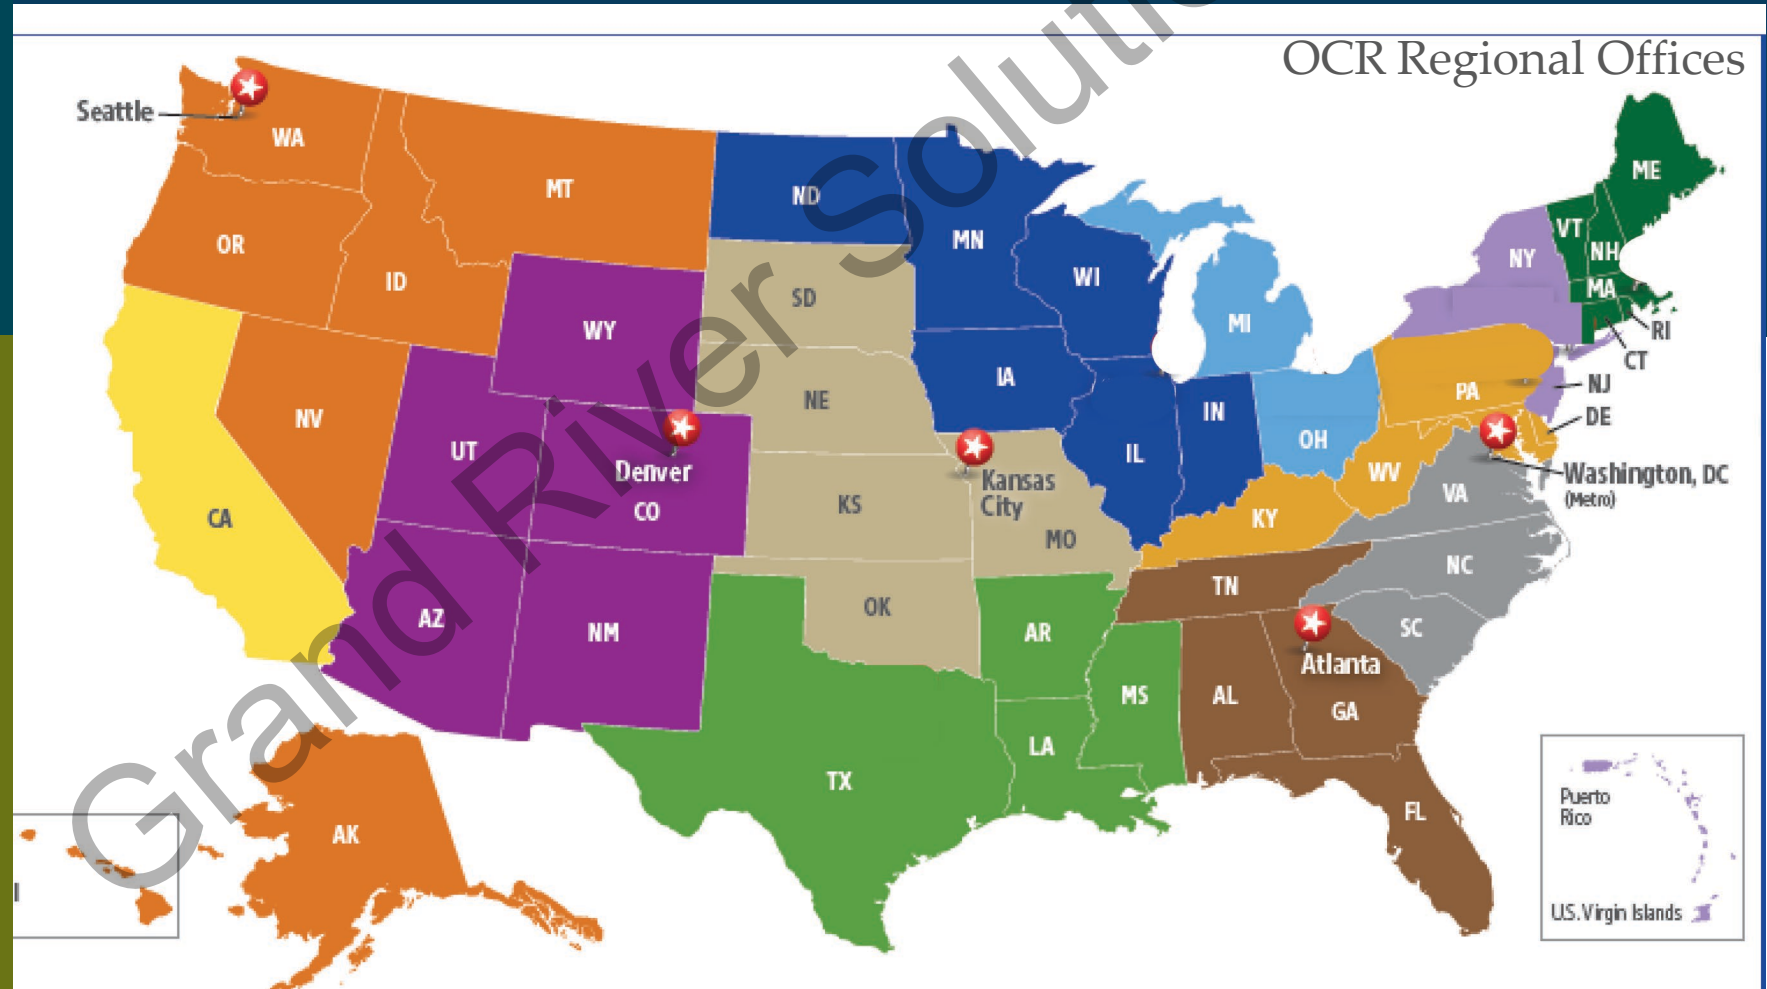 OCR Regional Offices
Seattle
WA
MT
ND
OR
ID
MN
WI
MI
ME
VT
NH
NY
MA
RI
CT
NJ
DE
PA
SD
WY
NE
IA
NV
UT
Denver
CO
CA
KS
Kansas
City
MO
IL
IN
OH
WV
KY
VA
Washington, DC
(Metro)
NC
TN
SC
AZ
NM
OK
AR
Atlanta
MS
AL
GA
LA
TX
FL
AK
Puerto
Rico
U.S. Virgin Islands
Grand River Solutio